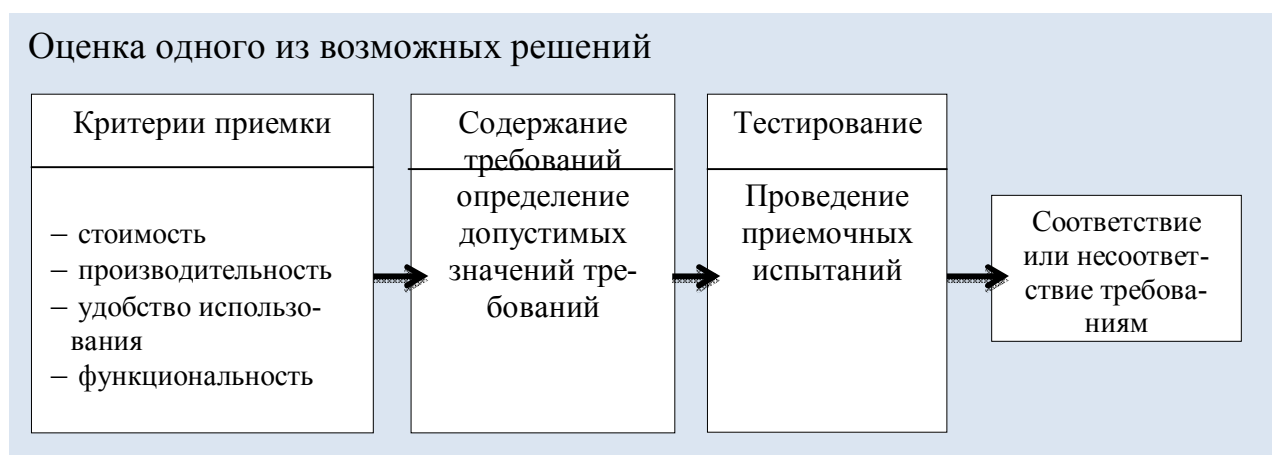 Оценка одного из возможных решений
Критерии приемки
– стоимость
– производительность
– удобство использо-
вания
– функциональность
Содержание
требований
определение
допустимых
значений тре-
бований
Тестирование
Проведение
приемочных
испытаний
Соответствие
или несоответ-
ствие требова-
ниям